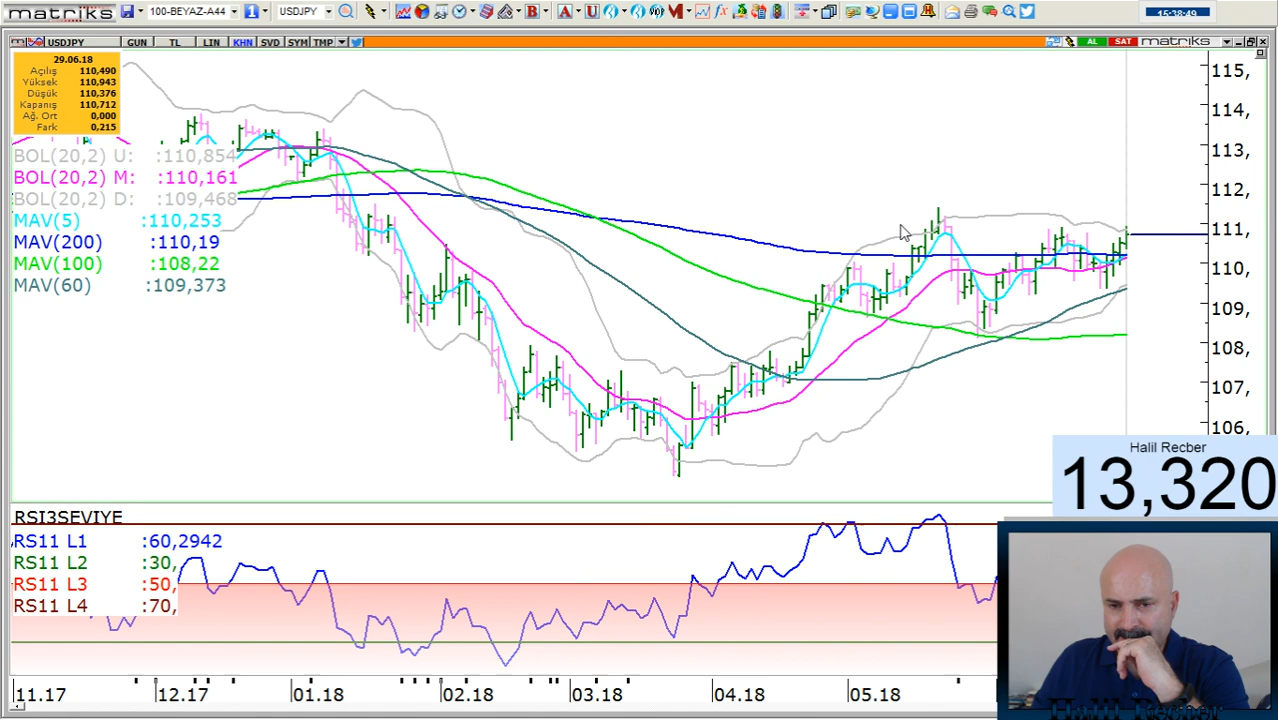 matriks 100-BEYAZ-A44 USDJPY 15:38:49
USDJPY GUN TL LIN KHN SVD SYM TMP AL SAT matriks
29.06.18
Açılış 110,490
Yüksek 110,943
Düşük 110,376
Kapanış 110,712
Ağ. Ort 0,000
Fark 0,215
BOL(20,2) U: :110,854
BOL(20,2) M: :110,161
BOL(20,2) D: :109,468
MAV(5) :110,253
MAV(200) :110,19
MAV(100) :108,22
MAV(60) :109,373
115,
114,
113,
112,
111,
110,
109,
108,
107,
106,
Halil Recber
13,320
RSI3SEVIYE
RS11 L1 :60,2942
RS11 L2 :30,
RS11 L3 :50,
RS11 L4 :70,
11.17 12.17 01.18 02.18 03.18 04.18 05.18
Halil Recber